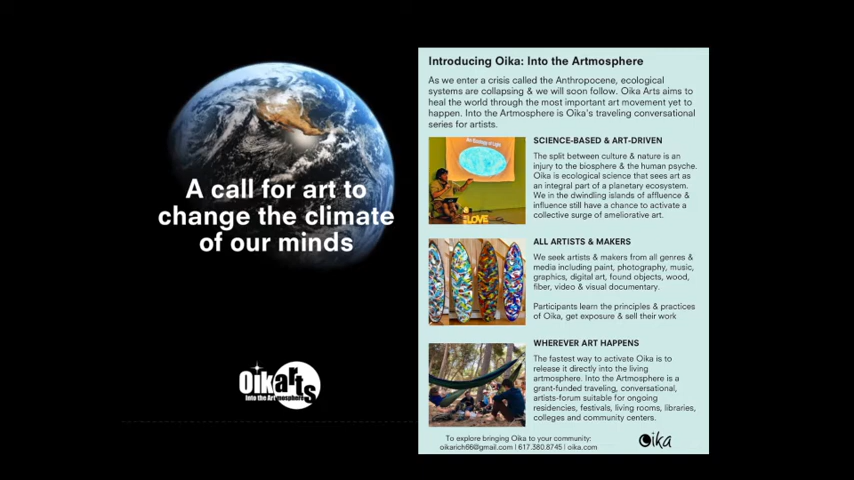 A call for art to
change the climate
of our minds
Oikarts
Into the Artmosphere
Introducing Oika: Into the Artmosphere
As we enter a crisis called the Anthropocene, ecological
systems are collapsing & we will soon follow. Oika Arts aims to
heal the world through the most important art movement yet to
happen. Into the Artmosphere is Oika's traveling conversational
series for artists.
SCIENCE-BASED & ART-DRIVEN
The split between culture & nature is an
injury to the biosphere & the human psyche.
Oika is ecological science that sees art as
an integral part of a planetary ecosystem.
We in the dwindling islands of affluence &
influence still have a chance to activate a
collective surge of ameliorative art.
LOVE
ALL ARTISTS & MAKERS
We seek artists & makers from all genres &
media including paint, photography, music,
graphics, digital art, found objects, wood,
fiber, video & visual documentary.
Participants learn the principles & practices
of Oika, get exposure & sell their work
WHEREVER ART HAPPENS
The fastest way to activate Oika is to
release it directly into the living
artmosphere. Into the Artmosphere is a
grant-funded traveling, conversational,
artists-forum suitable for ongoing
residencies, festivals, living rooms, libraries,
colleges and community centers.
To explore bringing Oika to your community:
oikarich66@gmail.com | 617.380.8745 | oika.com
Oika